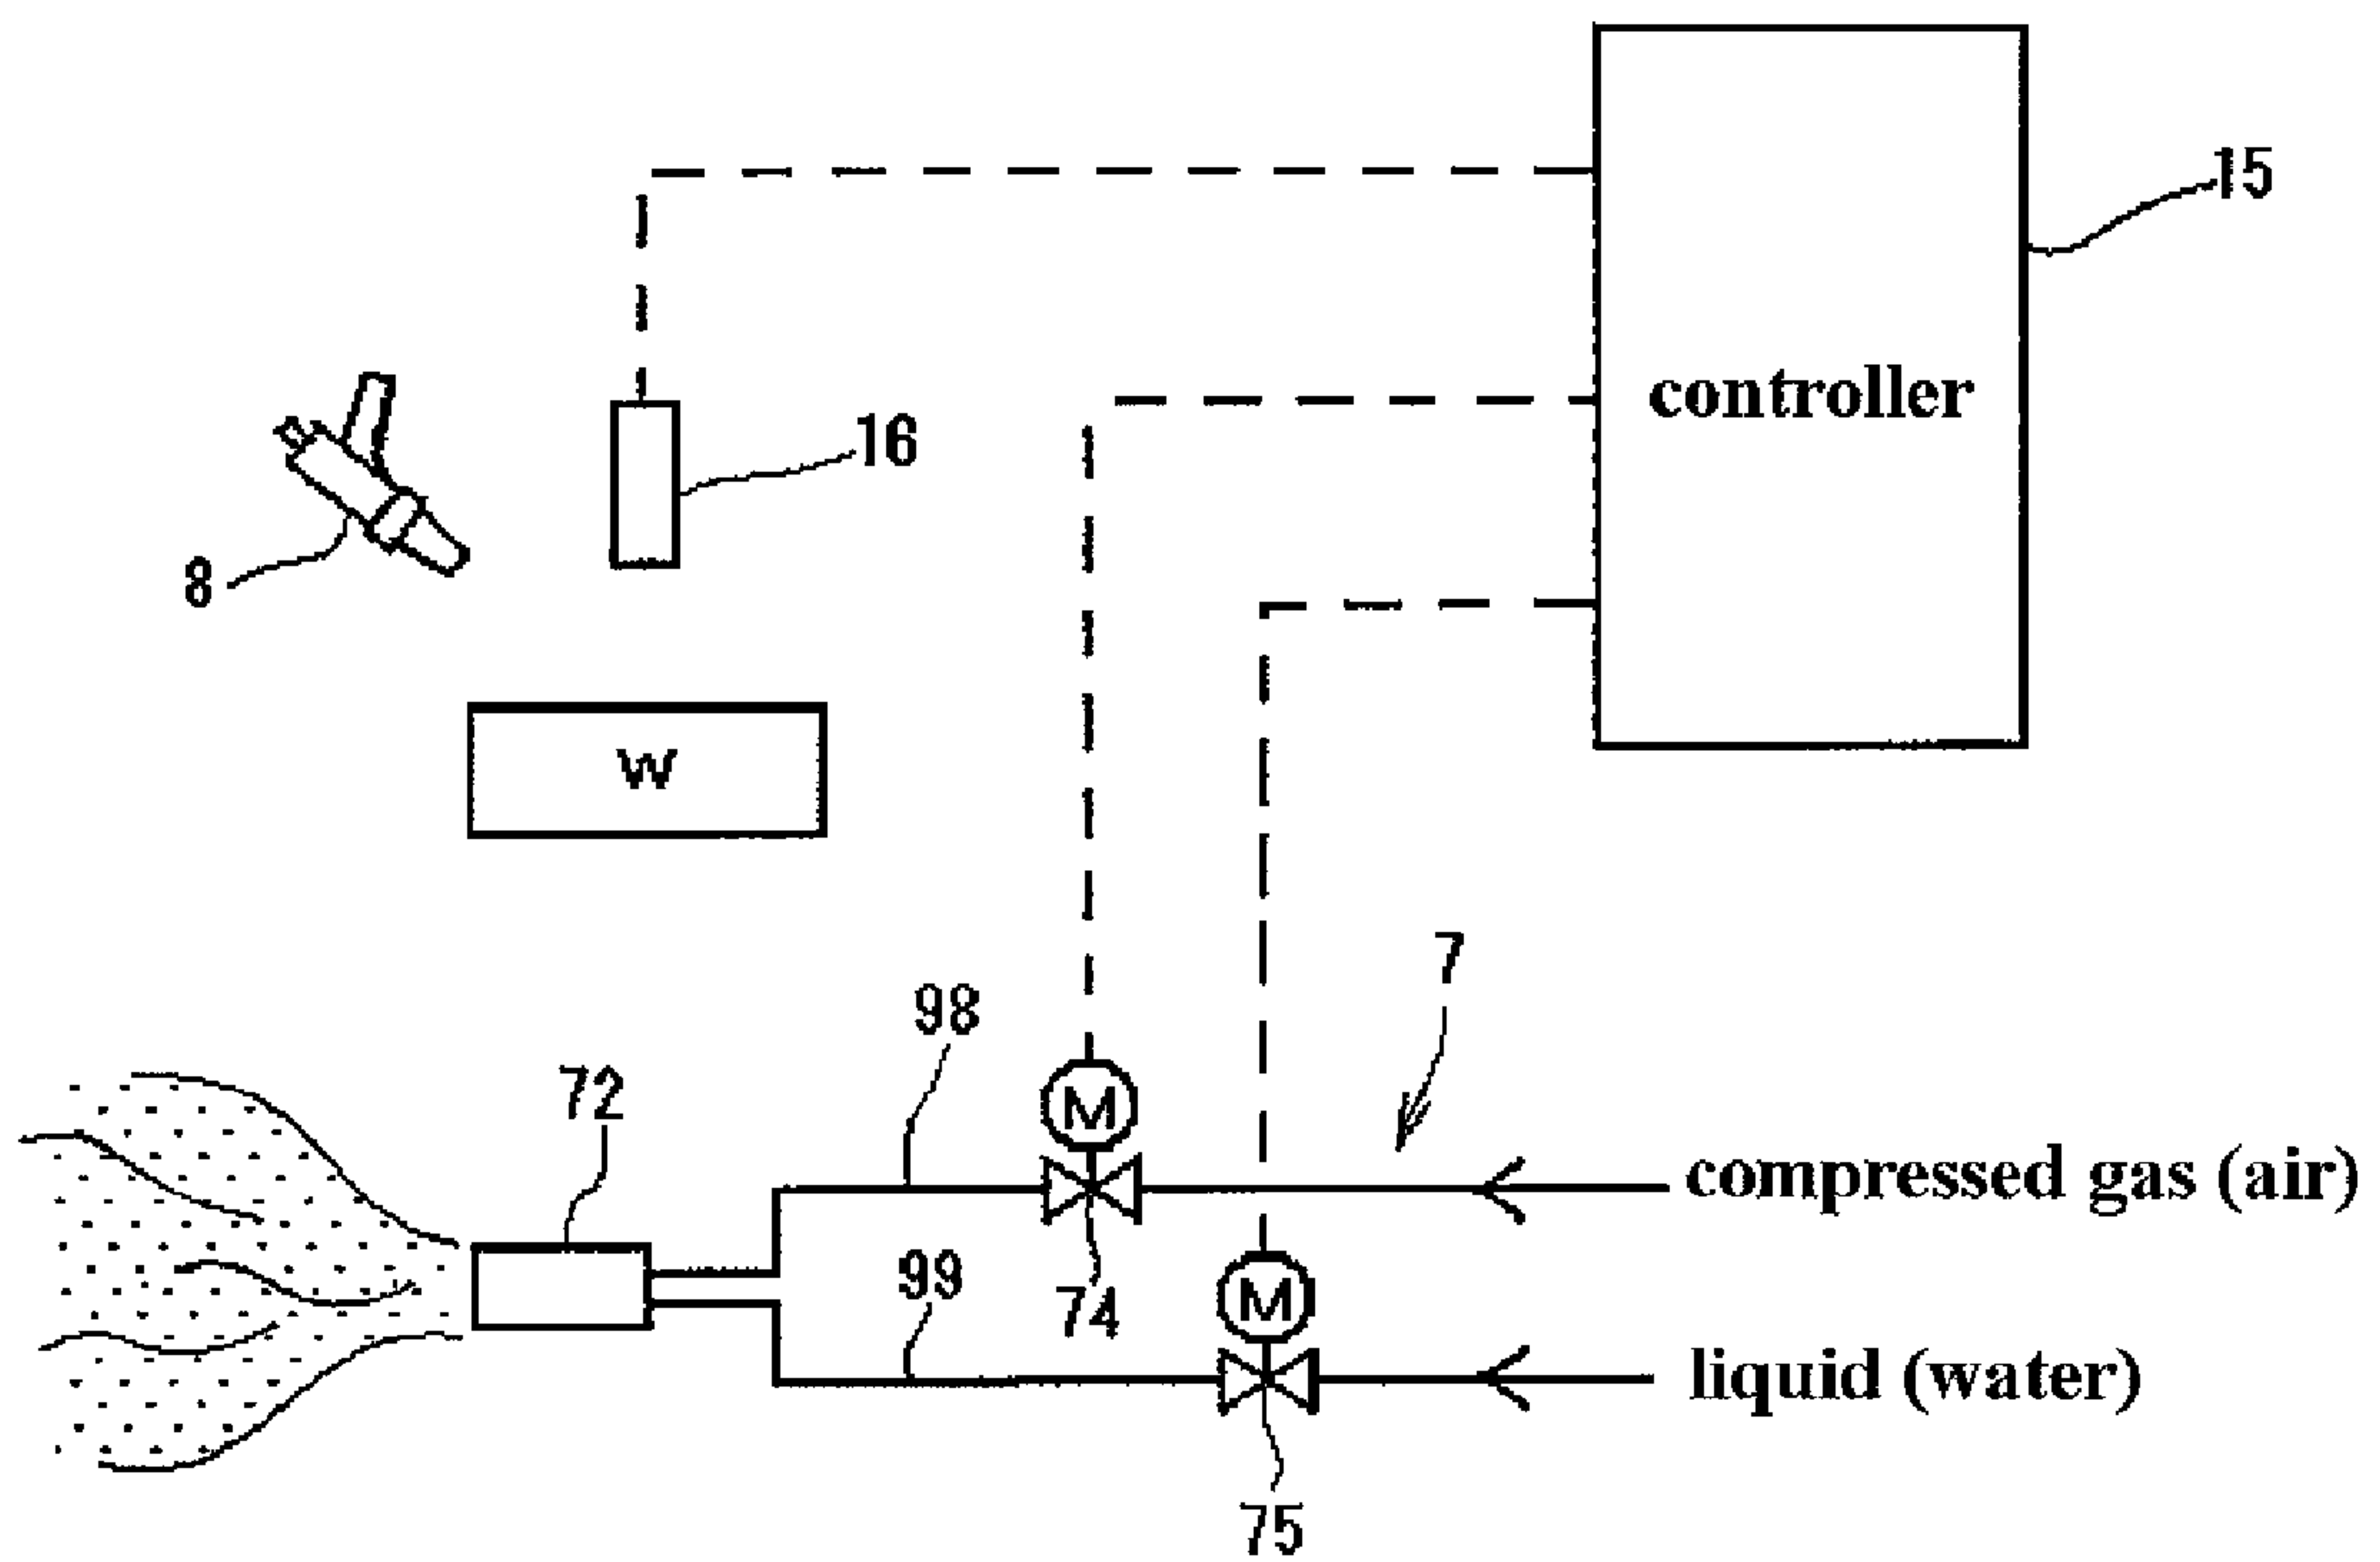 15
controller
16
8
W
7
98
72
M
compressed gas (air)
99
74
M
liquid (water)
75